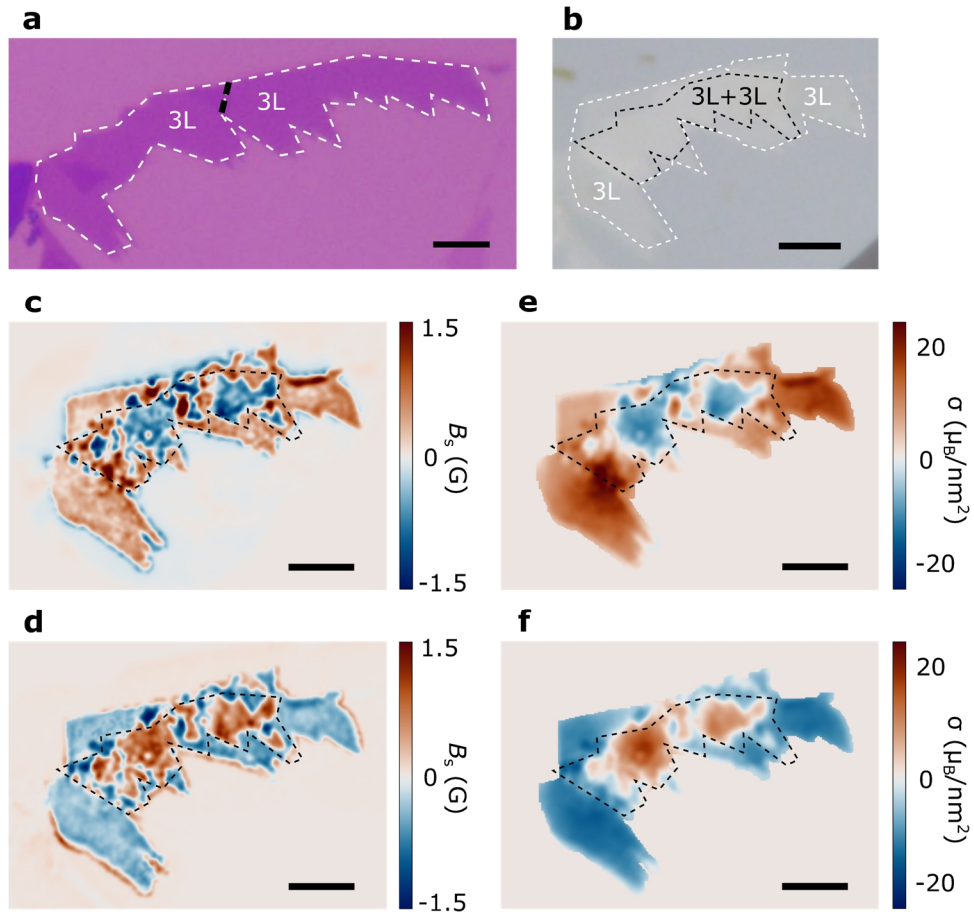 a
3L
3L
b
3L+3L
3L
3L
c
1.5
0
-1.5
Bs (G)
e
20
0
-20
σ (μB/nm²)
d
1.5
0
-1.5
Bs (G)
f
20
0
-20
σ (μB/nm²)